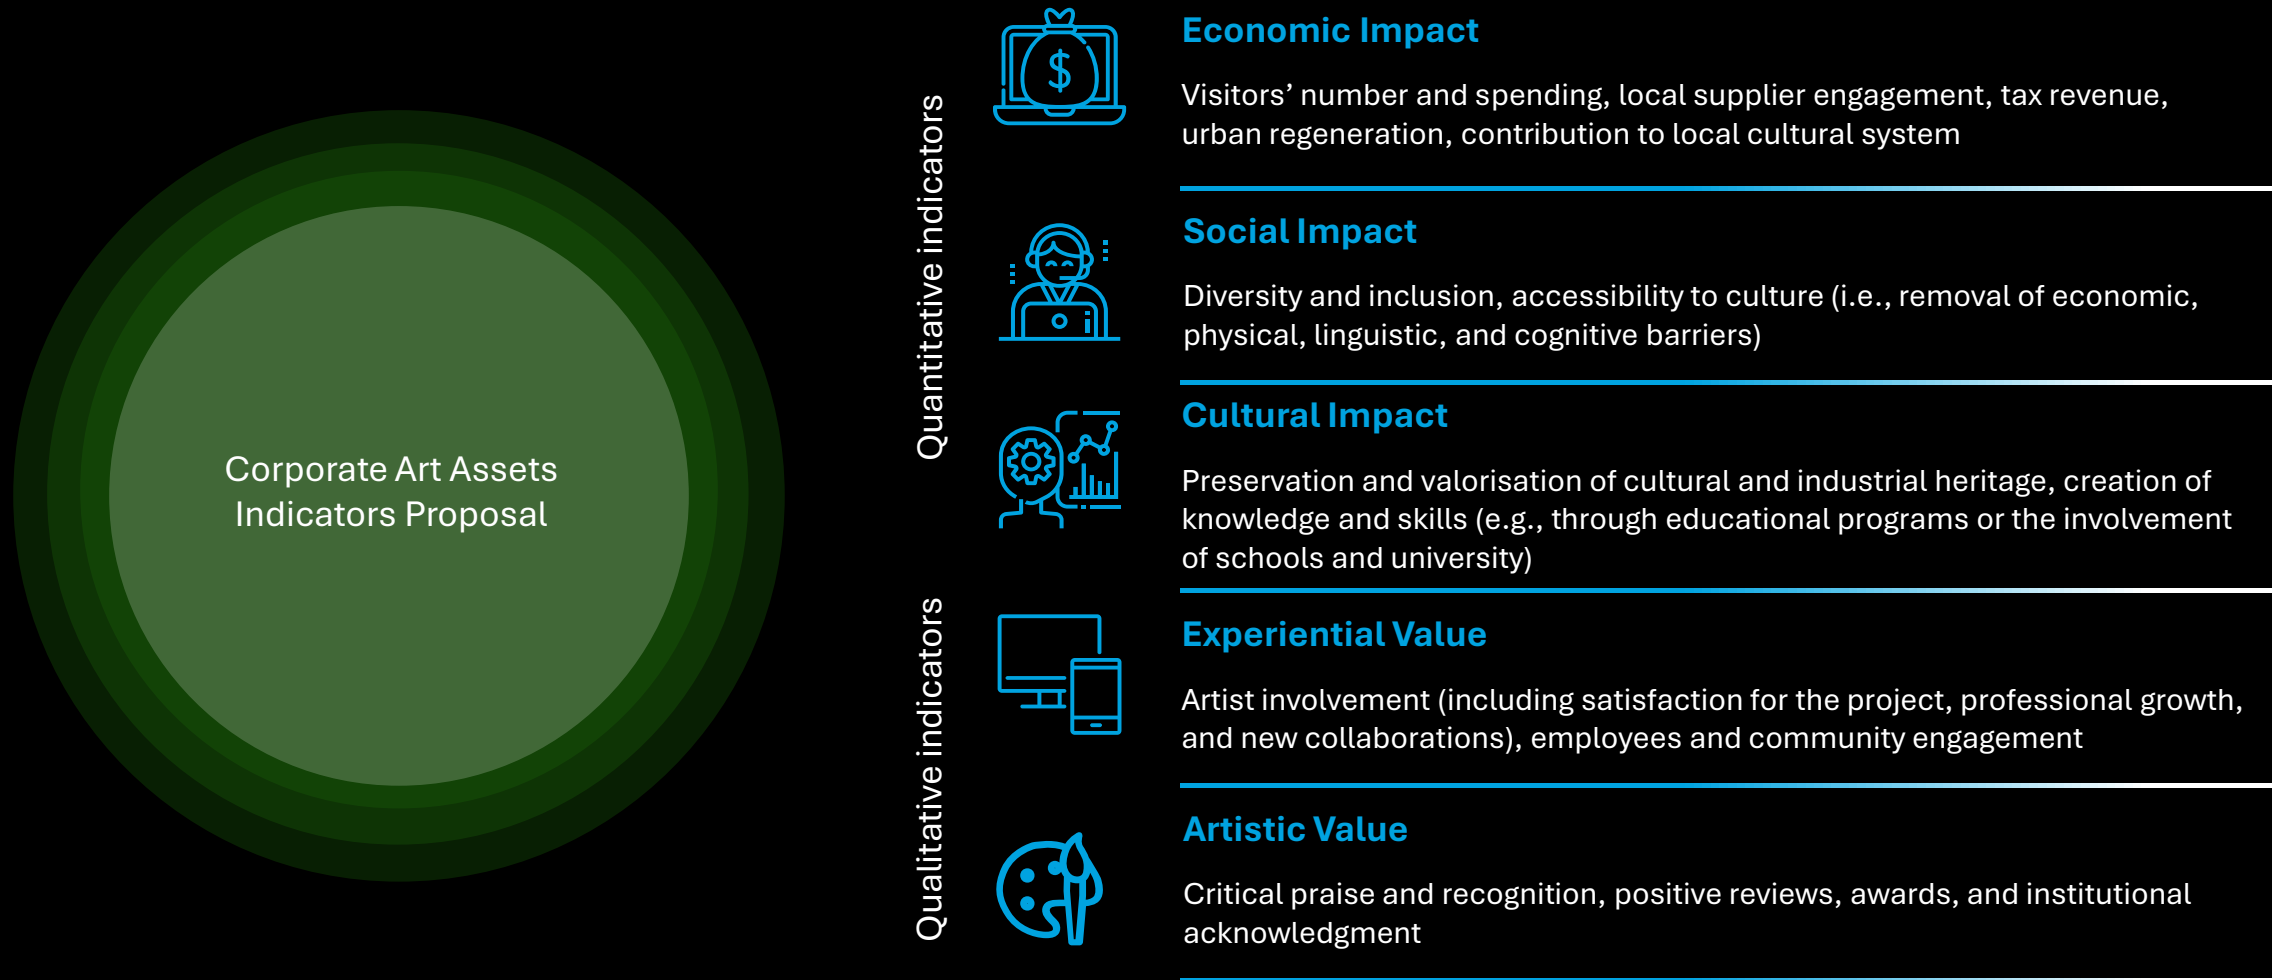 Corporate Art Assets
Indicators Proposal
Quantitative indicators
Economic Impact
Visitors’ number and spending, local supplier engagement, tax revenue,
urban regeneration, contribution to local cultural system
Social Impact
Diversity and inclusion, accessibility to culture (i.e., removal of economic,
physical, linguistic, and cognitive barriers)
Cultural Impact
Preservation and valorisation of cultural and industrial heritage, creation of
knowledge and skills (e.g., through educational programs or the involvement
of schools and university)
Qualitative indicators
Experiential Value
Artist involvement (including satisfaction for the project, professional growth,
and new collaborations), employees and community engagement
Artistic Value
Critical praise and recognition, positive reviews, awards, and institutional
acknowledgment